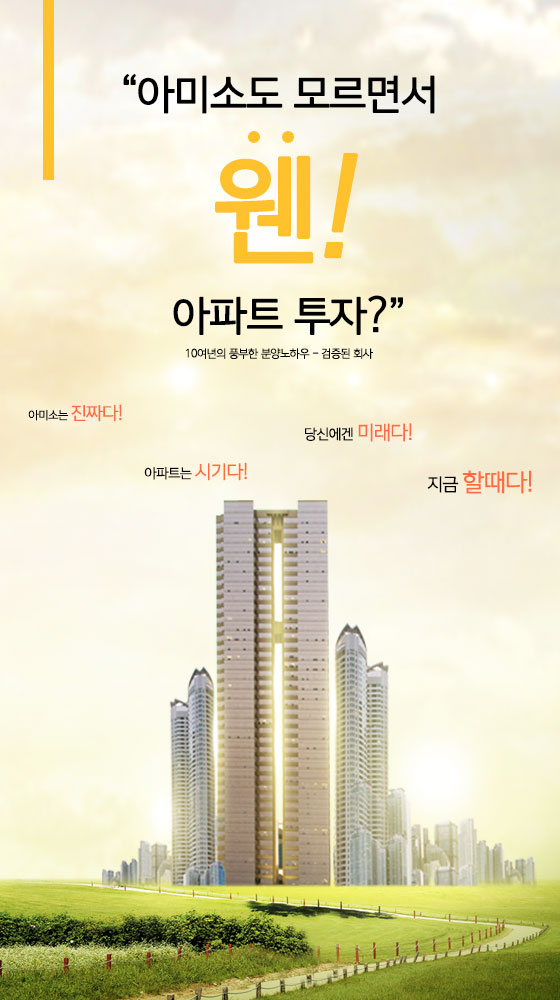 “아미소도 모르면서
웬!
아파트 투자?”
10여년의 풍부한 분양노하우 - 검증된 회사
아미소는 진짜다!
당신에겐 미래다!
아파트는 시기다!
지금 할때다!